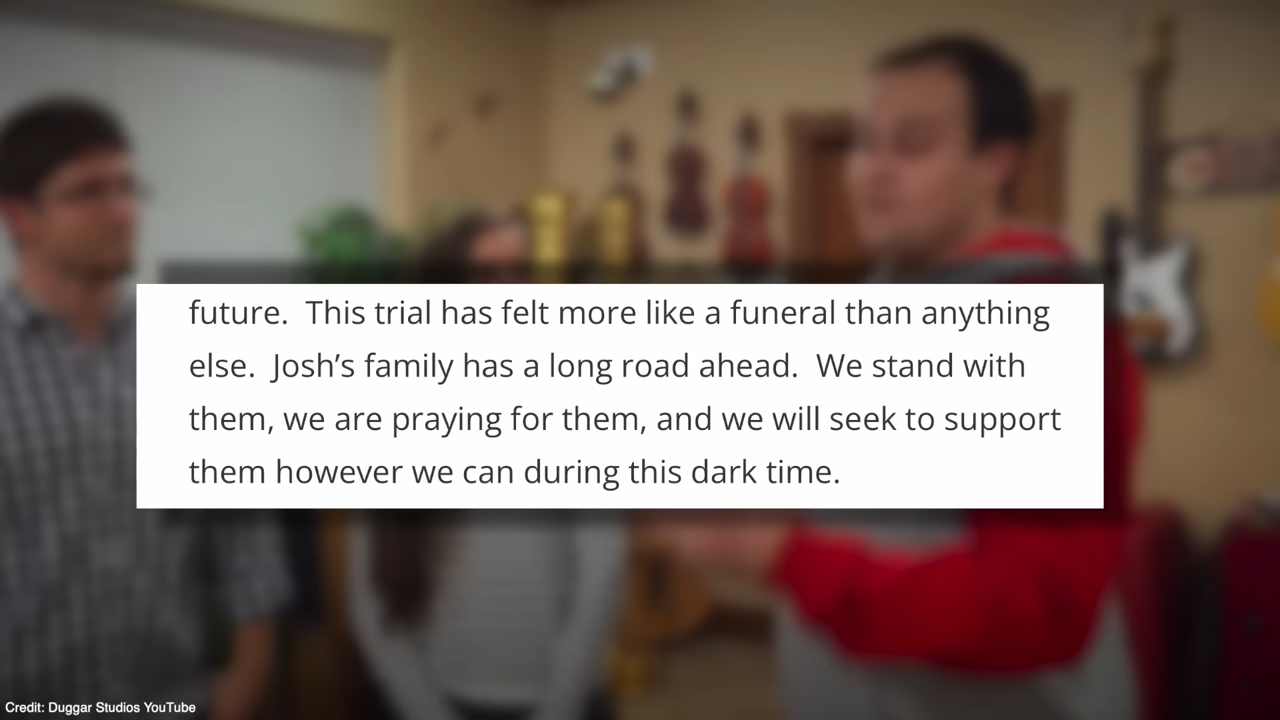 future.  This trial has felt more like a funeral than anything
else.  Josh’s family has a long road ahead.  We stand with
them, we are praying for them, and we will seek to support
them however we can during this dark time.
Credit: Duggar Studios YouTube